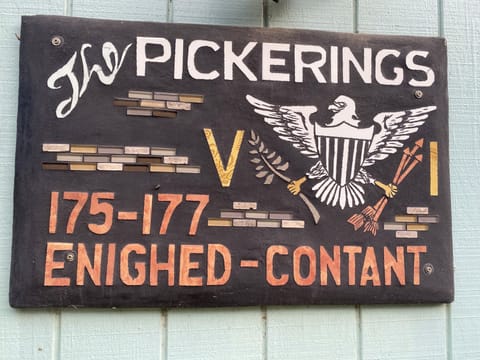 The PICKERINGS
V I
175-177
ENIGHED-CONTANT